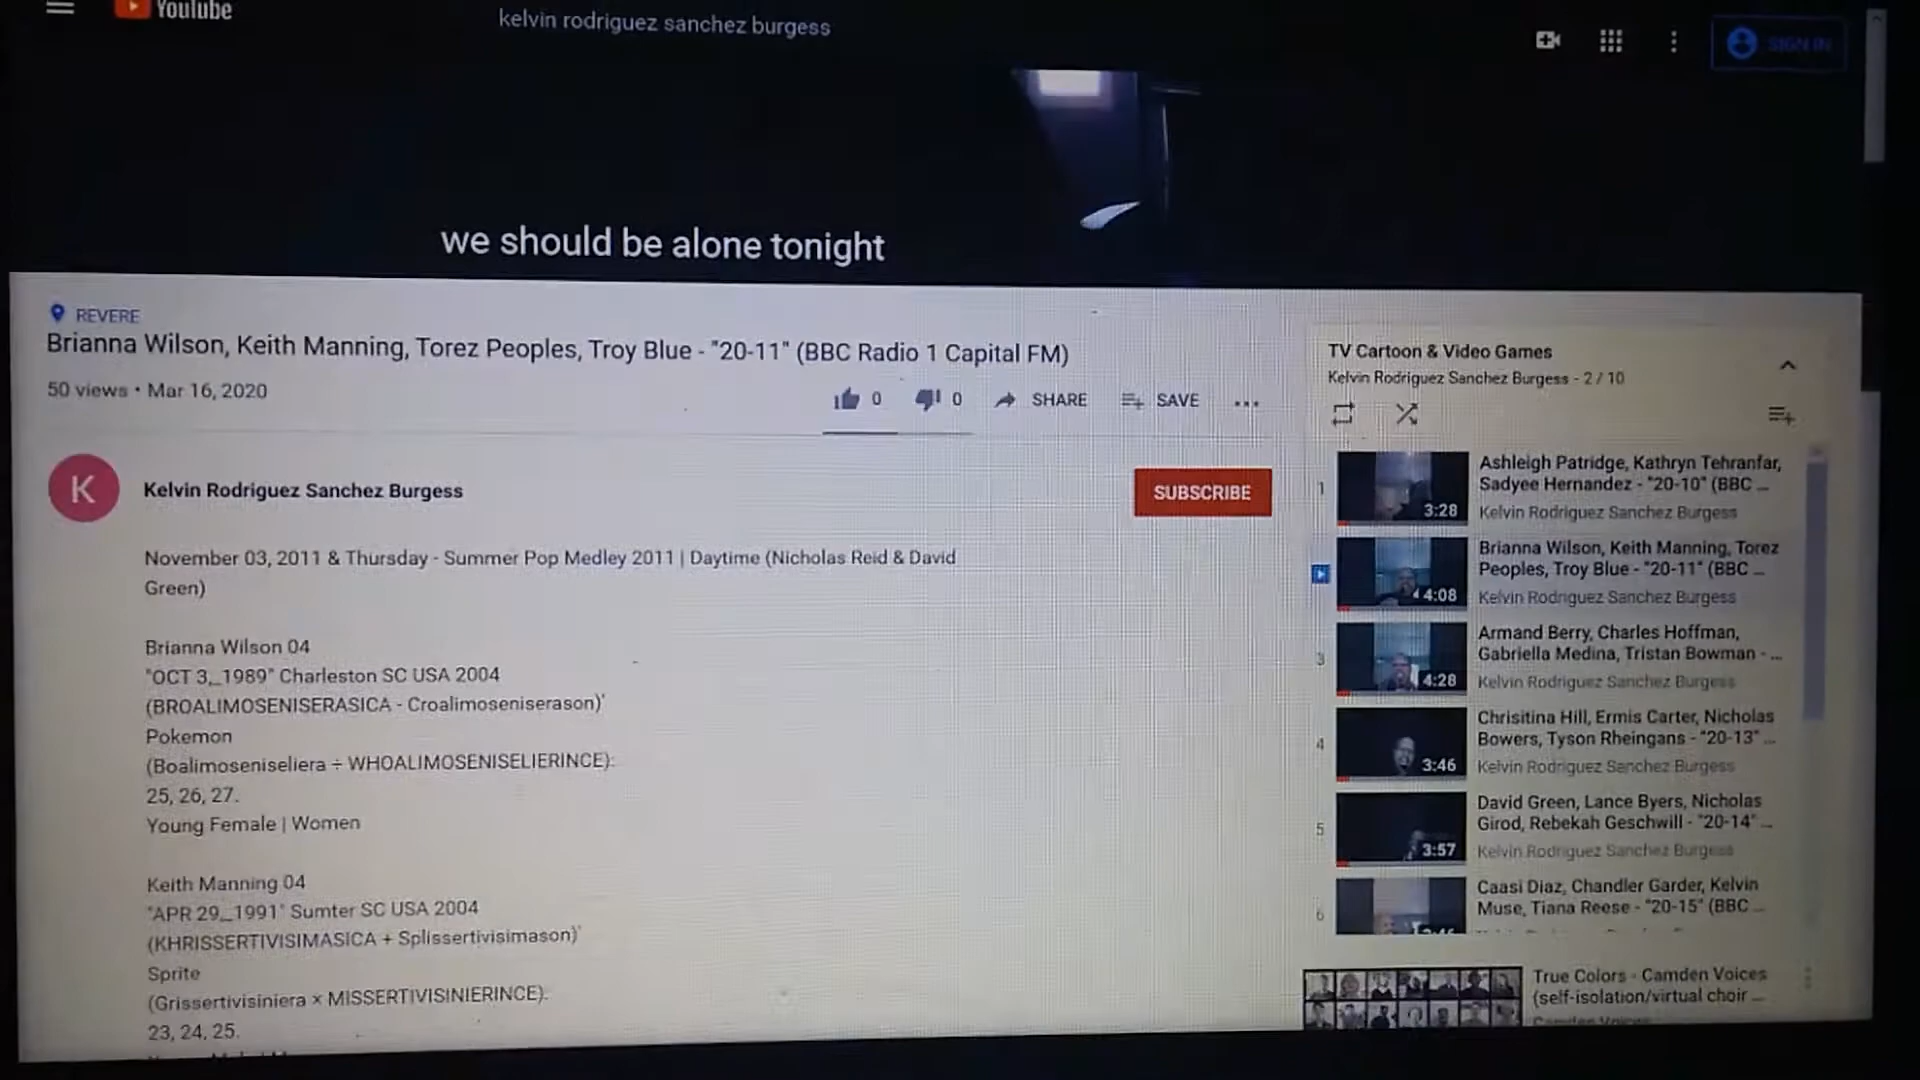 YouTube
kelvin rodriguez sanchez burgess
SIGN IN
we should be alone tonight
REVERE
Brianna Wilson, Keith Manning, Torez Peoples, Troy Blue - "20-11" (BBC Radio 1 Capital FM)
50 views • Mar 16, 2020
0
0
SHARE
SAVE
K
Kelvin Rodriguez Sanchez Burgess
SUBSCRIBE
November 03, 2011 & Thursday - Summer Pop Medley 2011 | Daytime (Nicholas Reid & David
Green)
Brianna Wilson 04
"OCT 3,_1989" Charleston SC USA 2004
(BROALIMOSENISERASICA - Croalimoseniserason)'
Pokemon
(Boalimoseniseliera ÷ WHOALIMOSENISELIERINCE):
25, 26, 27.
Young Female | Women
Keith Manning 04
"APR 29,_1991" Sumter SC USA 2004
(KHRISSERTIVISIMASICA + Splissertivisimason)'
Sprite
(Grissertivisiniera × MISSERTIVISINIERINCE):
23, 24, 25.
TV Cartoon & Video Games
Kelvin Rodriguez Sanchez Burgess - 2 / 10
1
3:28
Ashleigh Patridge, Kathryn Tehranfar,
Sadyee Hernandez - "20-10" (BBC ...
Kelvin Rodriguez Sanchez Burgess
4:08
Brianna Wilson, Keith Manning, Torez
Peoples, Troy Blue - "20-11" (BBC ...
Kelvin Rodriguez Sanchez Burgess
3
4:28
Armand Berry, Charles Hoffman,
Gabriella Medina, Tristan Bowman - ...
Kelvin Rodriguez Sanchez Burgess
4
3:46
Chrisitina Hill, Ermis Carter, Nicholas
Bowers, Tyson Rheingans - "20-13" ...
Kelvin Rodriguez Sanchez Burgess
5
3:57
David Green, Lance Byers, Nicholas
Girod, Rebekah Geschwill - "20-14" ...
Kelvin Rodriguez Sanchez Burgess
6
Caasi Diaz, Chandler Garder, Kelvin
Muse, Tiana Reese - "20-15" (BBC ...
True Colors - Camden Voices
(self-isolation/virtual choir ...
Camden Voices